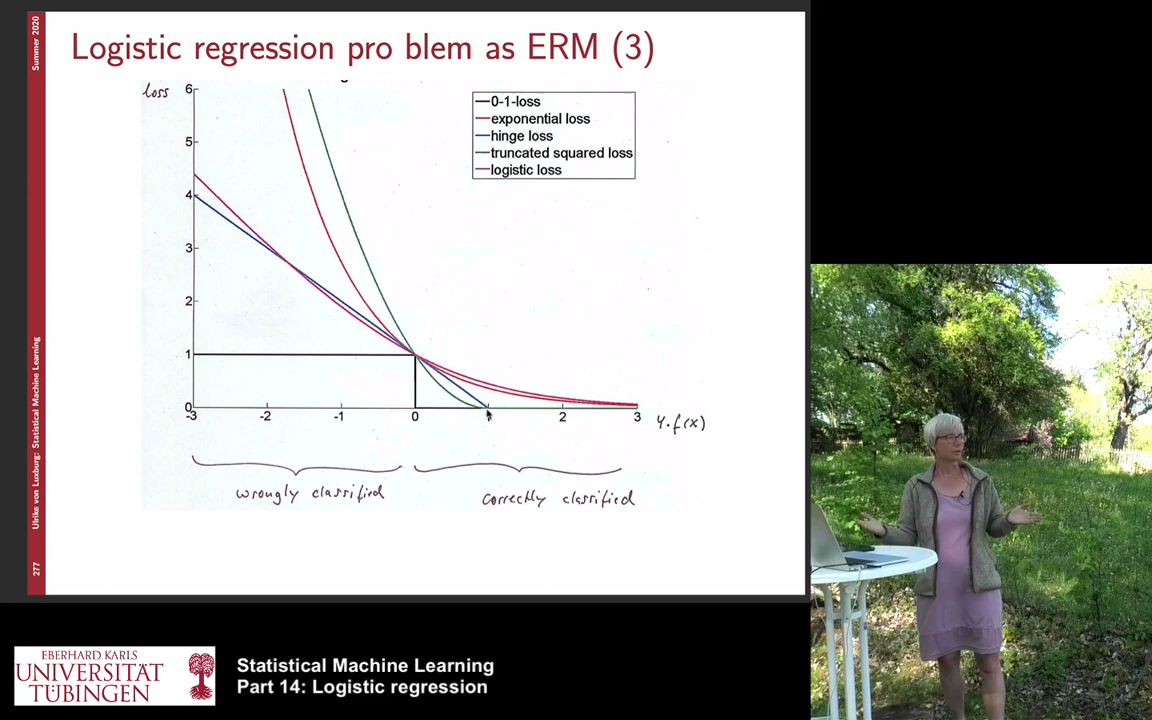 Summer 2020
Logistic regression pro blem as ERM (3)
loss
6
5
4
3
2
1
0
-3 -2 -1 0 1 2 3
y.f(x)
0-1-loss
exponential loss
hinge loss
truncated squared loss
logistic loss
wrongly classified
correctly classified
Ulrike von Luxburg: Statistical Machine Learning
277
EBERHARD KARLS
UNIVERSITÄT
TÜBINGEN
Statistical Machine Learning
Part 14: Logistic regression